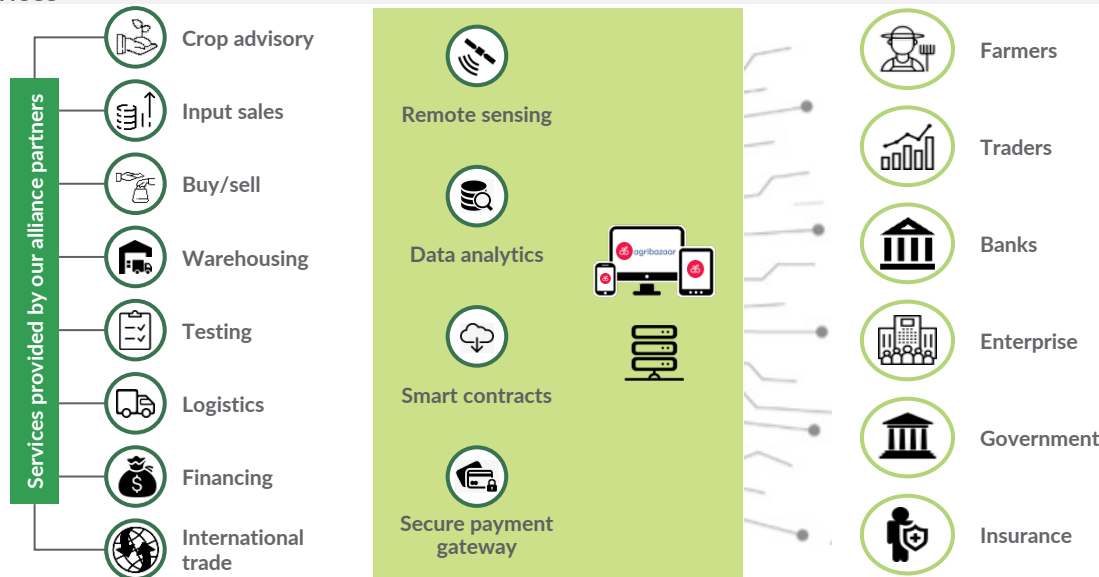 Services provided by our alliance partners
Crop advisory
Input sales
Buy/sell
Warehousing
Testing
Logistics
Financing
International
trade
Remote sensing
Data analytics
Smart contracts
Secure payment
gateway
agribazaar
Farmers
Traders
Banks
Enterprise
Government
Insurance